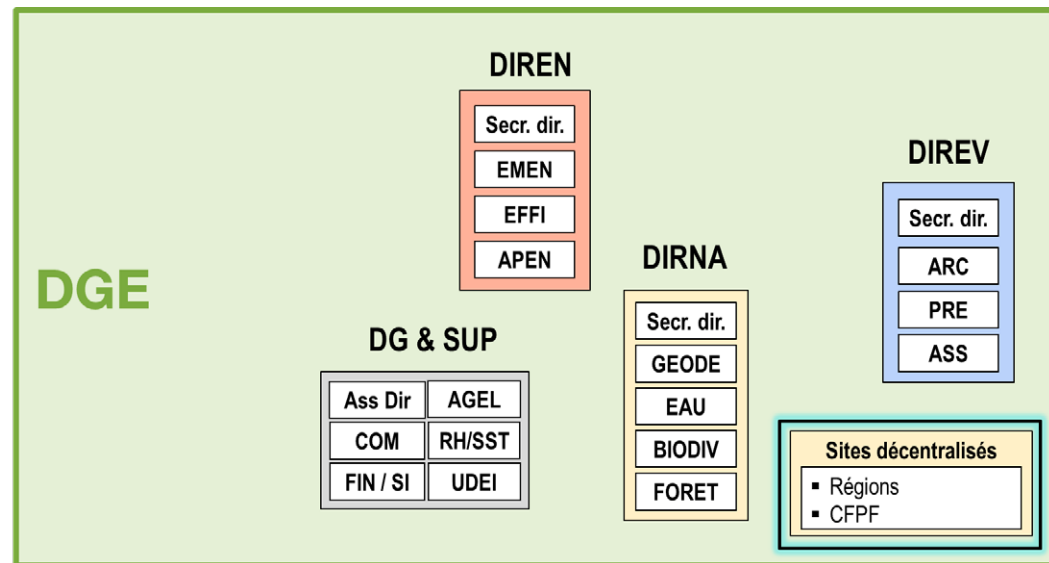 DGE
DIREN
Secr. dir.
EMEN
EFFI
APEN
DG & SUP
Ass Dir
AGEL
COM
RH/SST
FIN / SI
UDEI
DIRNA
Secr. dir.
GEODE
EAU
BIODIV
FORET
DIREV
Secr. dir.
ARC
PRE
ASS
Sites décentralisés
▪ Régions
▪ CFPF